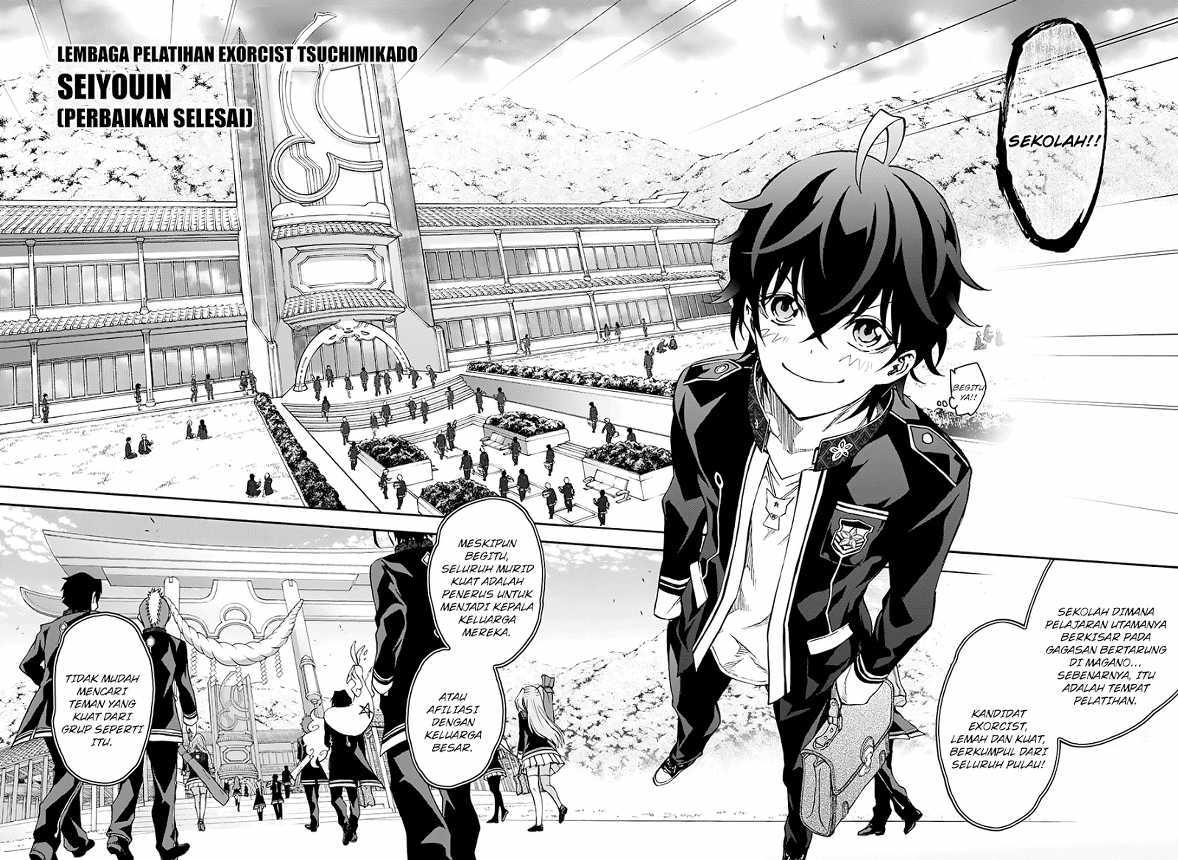 SEKOLAH!!
LEMBAGA PELATIHAN EXORCIST TSUCHIMIKADO
SEIYOUIN
(PERBAIKAN SELESAI)
BEGITU
YA!!
SEKOLAH DIMANA
PELAJARAN UTAMANYA
BERKISAR PADA
GAGASAN BERTARUNG
DI MAGANO...
SEBENARNYA, ITU
ADALAH TEMPAT
PELATIHAN.
KANDIDAT
EXORCIST,
LEMAH DAN KUAT,
BERKUMPUL DARI
SELURUH PULAU!
MESKIPUN
BEGITU,
SELURUH MURID
KUAT ADALAH
PENERUS UNTUK
MENJADI KEPALA
KELUARGA
MEREKA.
ATAU
AFILIASI
DENGAN
KELUARGA
BESAR.
TIDAK MUDAH
MENCARI
TEMAN YANG
KUAT DARI
GRUP SEPERTI
ITU.